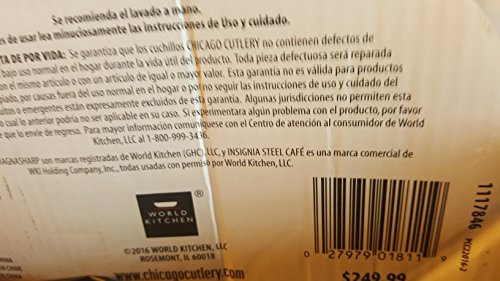 Se recomienda el lavado a mano.
es de usar lea minuciosamente las instrucciones de Uso y cuidado.
TA DE POR VIDA: Se garantiza que los cuchillos CHICAGO CUTLERY no contienen defectos de
bajo uso normal en el hogar durante la vida útil del producto. Toda pieza defectuosa será reparada
con el mismo artículo o con un artículo de igual o mayor valor. Esta garantía no es válida para productos
piado, por causas fuera del uso normal en el hogar o por no seguir las instrucciones de uso y cuidado del
uitos o emergentes están expresamente excluidos de esta garantía. Algunas jurisdicciones no permiten esta
o cual lo anterior podría no ser aplicable en su caso. Si experimentara algún problema con el producto, por favor
que lo envíe de regreso. Para mayor información comuníquese con el Centro de atención al consumidor de World
Kitchen, LLC al 1-800-999-3436.
AGNASHARP son marcas registradas de World Kitchen (GHC), LLC, y INSIGNIA STEEL CAFÉ es una marca comercial de
WKI Holding Company, Inc., todas usadas con permiso por World Kitchen, LLC.
WORLD
KITCHEN
®
©2016 WORLD KITCHEN, LLC
ROSEMONT, IL 60018
www.chicagocutlery.com
0 27979 01811 9
$249.99
1117846